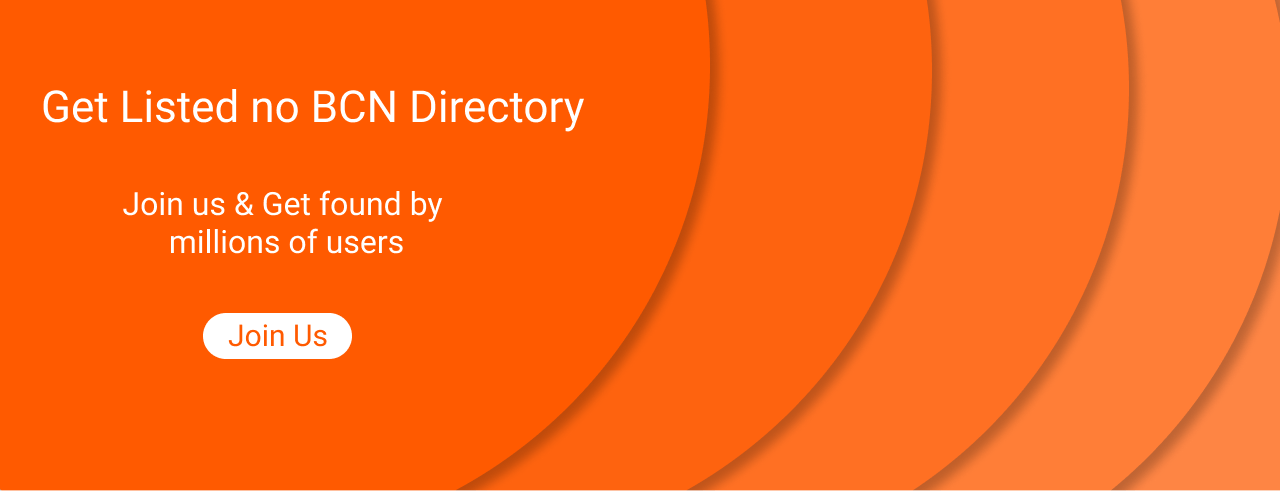 Get Listed no BCN Directory
Join us & Get found by
millions of users
Join Us